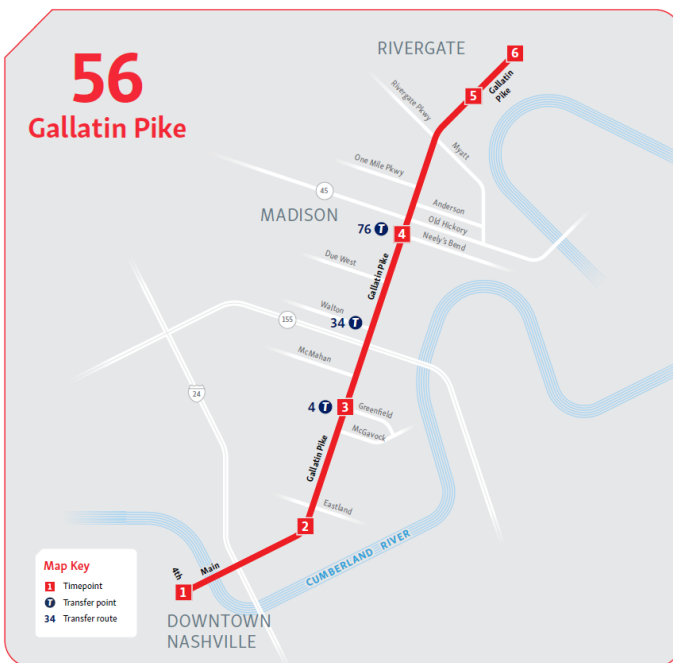 56
Gallatin Pike
RIVERGATE
6
5
Gallatin
Pike
Rivergate Pkwy
Myatt
One Mile Pkwy
45
Anderson
MADISON
Old Hickory
76 T
4
Neely's Bend
Due West
Gallatin Pike
Walton
155
34 T
McMahan
24
4 T
3
Greenfield
McGavock
Gallatin Pike
Eastland
2
CUMBERLAND RIVER
4th
Main
1
DOWNTOWN
NASHVILLE
Map Key
1 Timepoint
T Transfer point
34 Transfer route